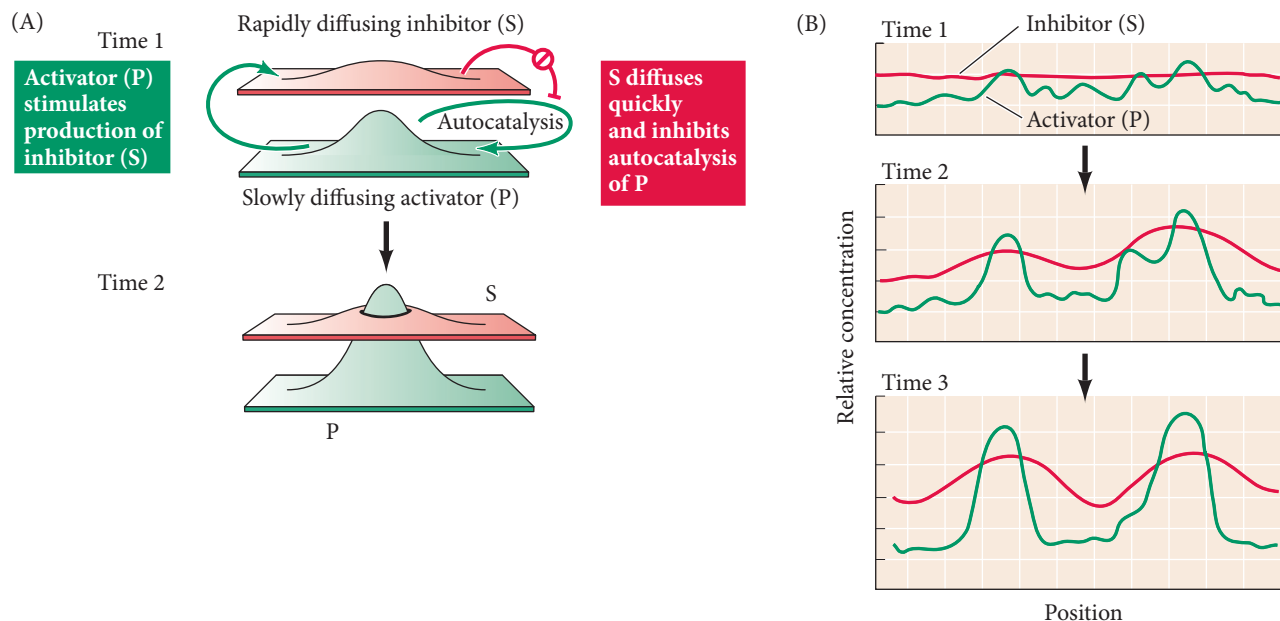 (A)
Time 1
Rapidly diffusing inhibitor (S)
Activator (P)
stimulates
production of
inhibitor (S)
Autocatalysis
S diffuses
quickly
and inhibits
autocatalysis
of P
Slowly diffusing activator (P)
Time 2
S
P
(B)
Time 1
Inhibitor (S)
Activator (P)
Time 2
Relative concentration
Time 3
Position